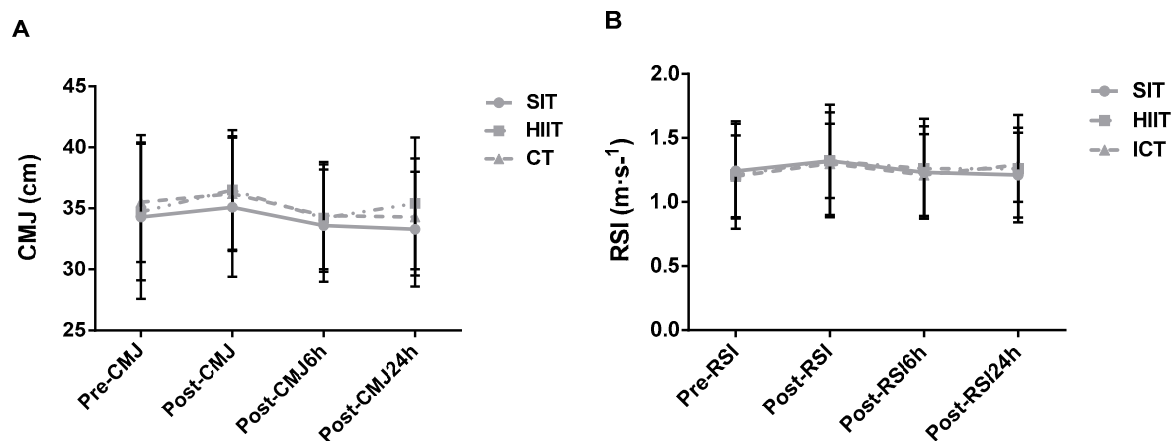 A
CMJ (cm)
45
40
35
30
25
Pre-CMJ
Post-CMJ
Post-CMJ6h
Post-CMJ24h
SIT
HIIT
CT
B
RSI (m·s-¹)
2.0
1.5
1.0
0.5
0.0
Pre-RSI
Post-RSI
Post-RSI6h
Post-RSI24h
SIT
HIIT
ICT